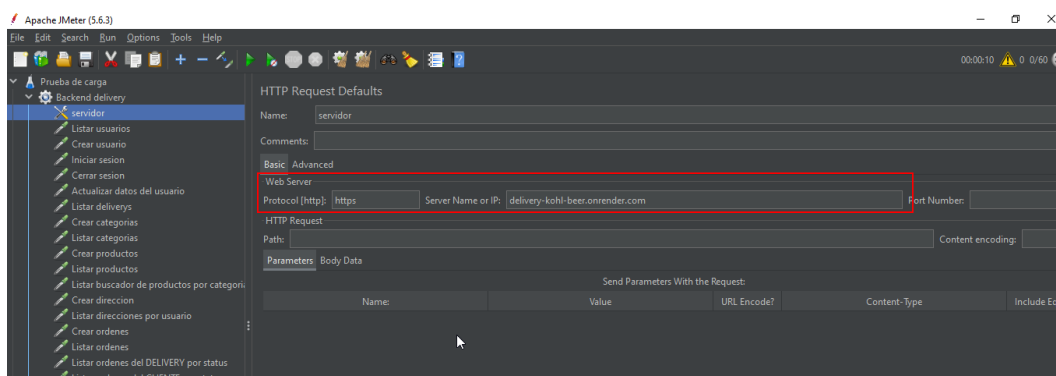 Apache JMeter (5.6.3)
File Edit Search Run Options Tools Help
00:00:10 0 0/60
Prueba de carga
Backend delivery
servidor
Listar usuarios
Crear usuario
Iniciar sesion
Cerrar sesion
Actualizar datos del usuario
Listar deliverys
Crear categorias
Listar categorias
Crear productos
Listar productos
Listar buscador de productos por categori
Crear direccion
Listar direcciones por usuario
Crear ordenes
Listar ordenes
Listar ordenes del DELIVERY por status
HTTP Request Defaults
Name: servidor
Comments:
Basic Advanced
Web Server
Protocol [http]: https Server Name or IP: delivery-kohl-beer.onrender.com Port Number:
HTTP Request
Path: Content encoding:
Parameters Body Data
Send Parameters With the Request:
Name: Value URL Encode? Content-Type Include Ec